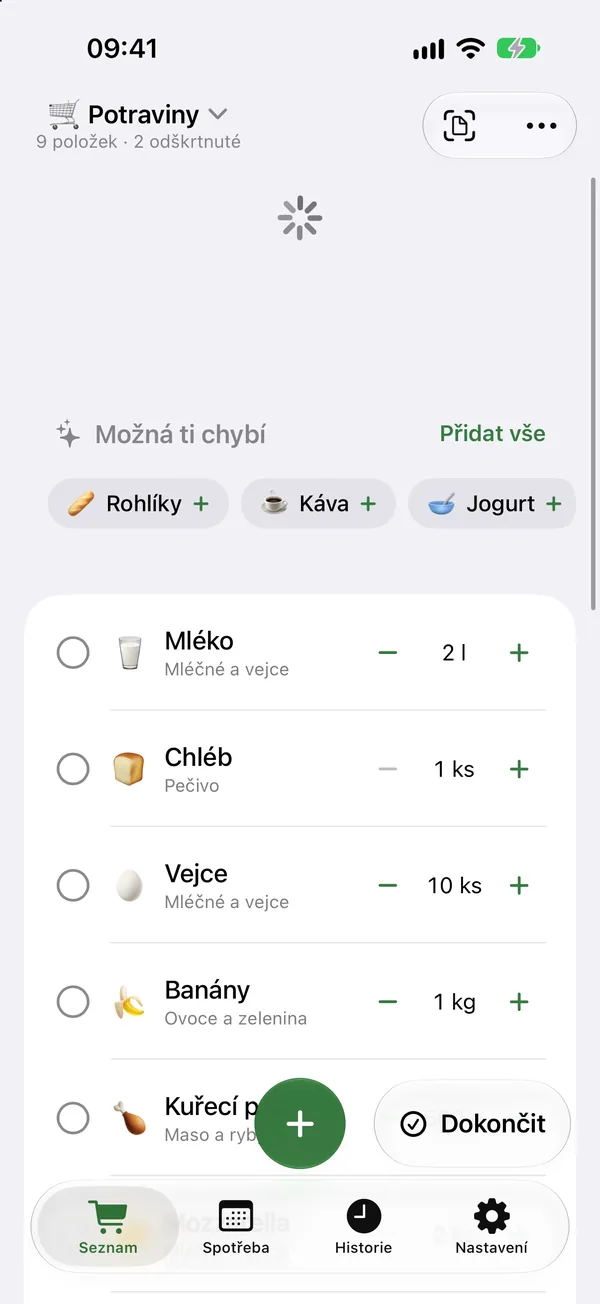 09:41
Potraviny
9 položek · 2 odškrtnuté
Možná ti chybí
Přidat vše
Rohlíky +
Káva +
Jogurt +
Mléko
Mléčné a vejce
− 2 l +
Chléb
Pečivo
− 1 ks +
Vejce
Mléčné a vejce
− 10 ks +
Banány
Ovoce a zelenina
− 1 kg +
Kuřecí p
Maso a ryb
+
Dokončit
Seznam
Spotřeba
Historie
Nastavení